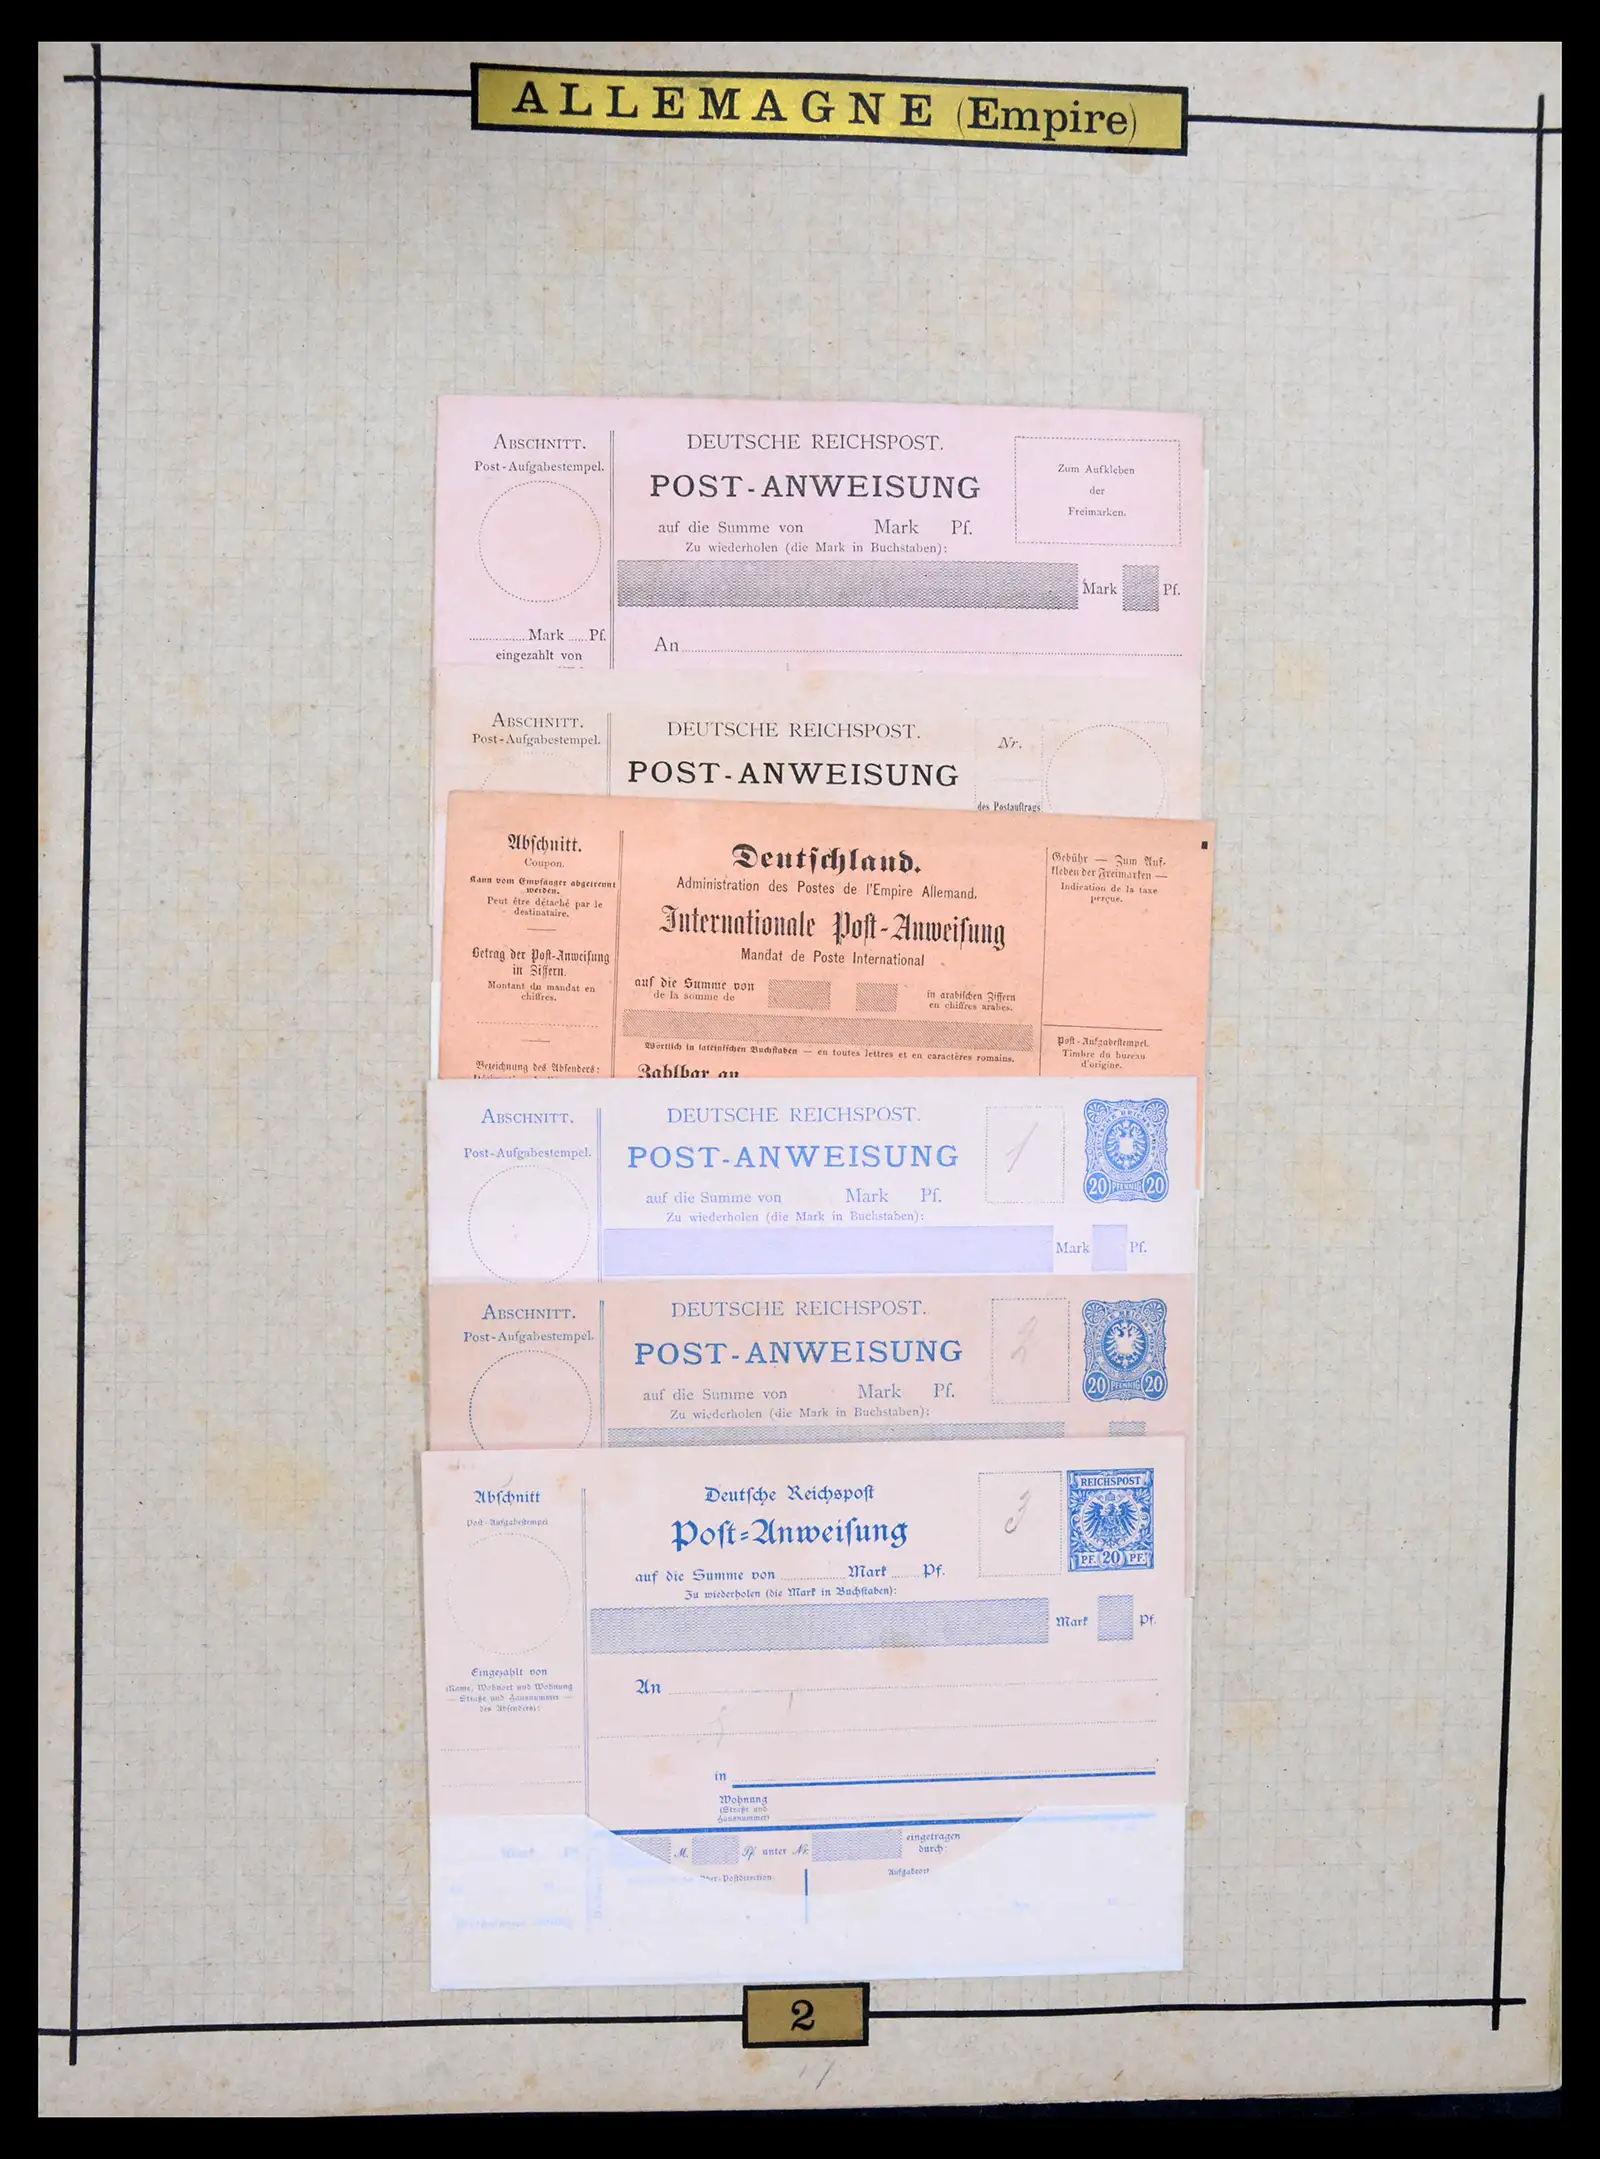 ALLEMAGNE (Empire)
ABSCHNITT.
Post-Aufgabestempel.
DEUTSCHE REICHSPOST.
POST-ANWEISUNG
auf die Summe von Mark Pf.
Zu wiederholen (die Mark in Buchstaben):
Zum Aufkleben
der
Freimarken.
Mark Pf.
Mark Pf.
eingezahlt von
An
ABSCHNITT.
Post-Aufgabestempel.
DEUTSCHE REICHSPOST.
POST-ANWEISUNG
Nr.
des Postauftrags
Abschnitt.
Coupon.
Kann vom Empfänger abgetrennt
werden.
Peut être détaché par le
destinataire.
Betrag der Post-Anweisung
in Ziffern.
Montant du mandat en
chiffres.
Bezeichnung des Absenders:
Deutschland.
Administration des Postes de l'Empire Allemand.
Internationale Post-Anweisung
Mandat de Poste International
auf die Summe von
de la somme de
in arabischen Ziffern
en chiffres arabes.
Wörtlich in lateinischen Buchstaben — en toutes lettres et en caractères romains.
Zahlbar an
Gebühr — Zum Auf-
kleben der Freimarken —
Indication de la taxe
perçue.
Post-Aufgabestempel.
Timbre du bureau
d'origine.
ABSCHNITT.
Post-Aufgabestempel.
DEUTSCHE REICHSPOST.
POST-ANWEISUNG
auf die Summe von Mark Pf.
Zu wiederholen (die Mark in Buchstaben):
Mark Pf.
1
20 PFENNIG 20
ABSCHNITT.
Post-Aufgabestempel.
DEUTSCHE REICHSPOST.
POST-ANWEISUNG
auf die Summe von Mark Pf.
Zu wiederholen (die Mark in Buchstaben):
2
20 PFENNIG 20
Abschnitt
Post-Aufgabestempel
Eingezahlt von
(Name, Wohnort und Wohnung
— Straße und Hausnummer —
des Absenders):
Deutsche Reichspost
Post-Anweisung
auf die Summe von Mark Pf.
Zu wiederholen (die Mark in Buchstaben):
3
REICHSPOST
PF. 20 PF.
Mark Pf.
An
in
Wohnung
(Straße und
Hausnummer)
M. Pf. unter Nr.
eingetragen
durch:
Ober-Postdirection
Aufgabeort
2